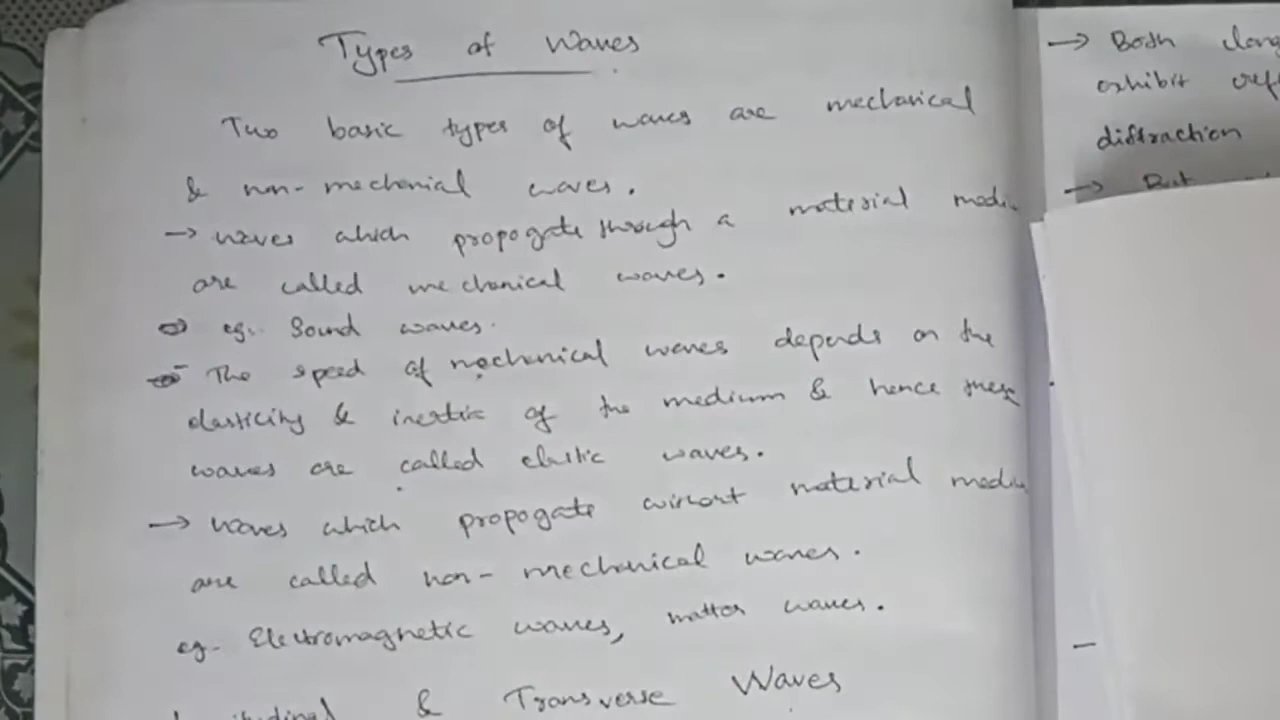 Types of Waves
Two basic types of waves are mechanical
& non-mechanical waves.
→ waves which propogate through a material
are called mechanical waves.
eg:- Sound waves.
The speed of mechanical waves depends on the
elasticity & inertia of the medium & hence these
waves are called elastic waves.
→ waves which propogate without material
are called non-mechanical waves.
eg- Electromagnetic waves, matter waves.
& Transverse Waves
→ Both
exhibit
diffraction
→ But